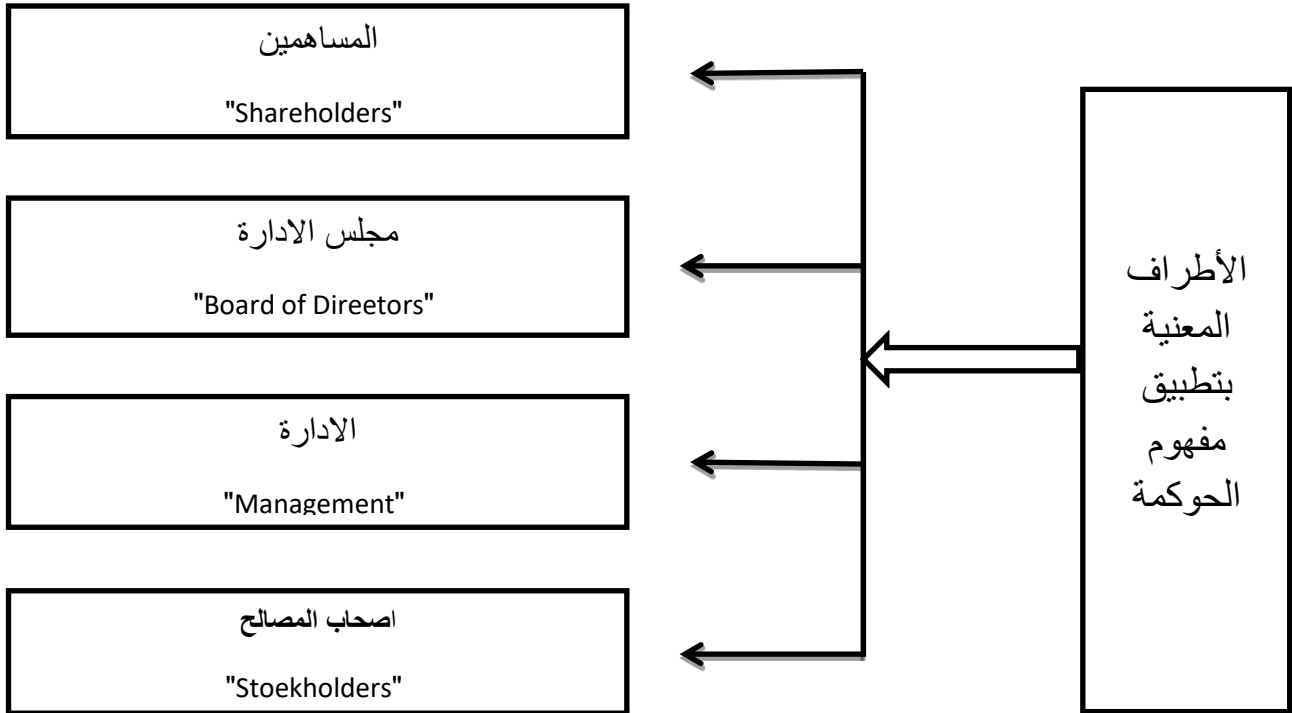 الأطراف
المعنية
بتطبيق
مفهوم
الحوكمة
المساهمين
"Shareholders"
مجلس الادارة
"Board of Direetors"
الادارة
"Management"
اصحاب المصالح
"Stoekholders"